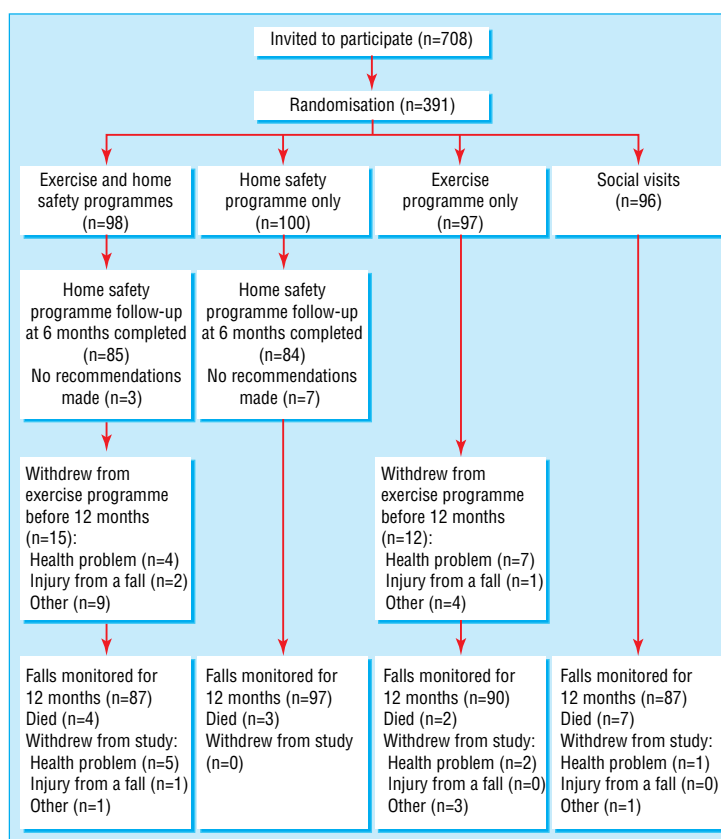 Invited to participate (n=708)
Randomisation (n=391)
Exercise and home
safety programmes
(n=98)
Home safety
programme only
(n=100)
Exercise
programme only
(n=97)
Social visits
(n=96)
Home safety
programme follow-up
at 6 months completed
(n=85)
No recommendations
made (n=3)
Home safety
programme follow-up
at 6 months completed
(n=84)
No recommendations
made (n=7)
Withdrew from
exercise programme
before 12 months
(n=15):
Health problem (n=4)
Injury from a fall (n=2)
Other (n=9)
Withdrew from
exercise programme
before 12 months
(n=12):
Health problem (n=7)
Injury from a fall (n=1)
Other (n=4)
Falls monitored for
12 months (n=87)
Died (n=4)
Withdrew from study:
Health problem (n=5)
Injury from a fall (n=1)
Other (n=1)
Falls monitored for
12 months (n=97)
Died (n=3)
Withdrew from study
(n=0)
Falls monitored for
12 months (n=90)
Died (n=2)
Withdrew from study:
Health problem (n=2)
Injury from a fall (n=0)
Other (n=3)
Falls monitored for
12 months (n=87)
Died (n=7)
Withdrew from study:
Health problem (n=1)
Injury from a fall (n=0)
Other (n=1)